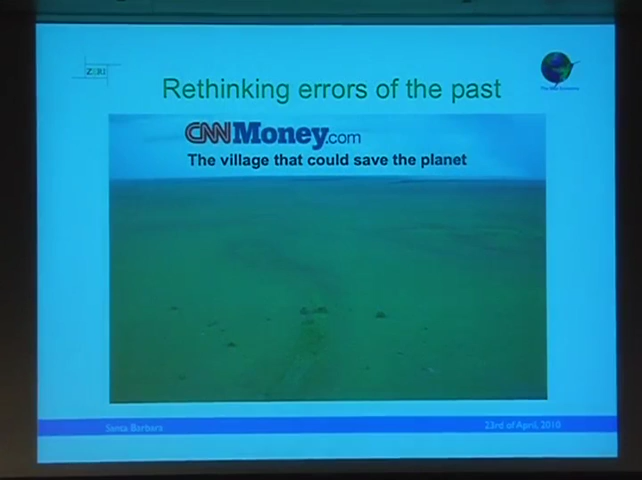 ZERI
Rethinking errors of the past
CNNMoney.com
The village that could save the planet
Santa Barbara
23rd of April, 2010